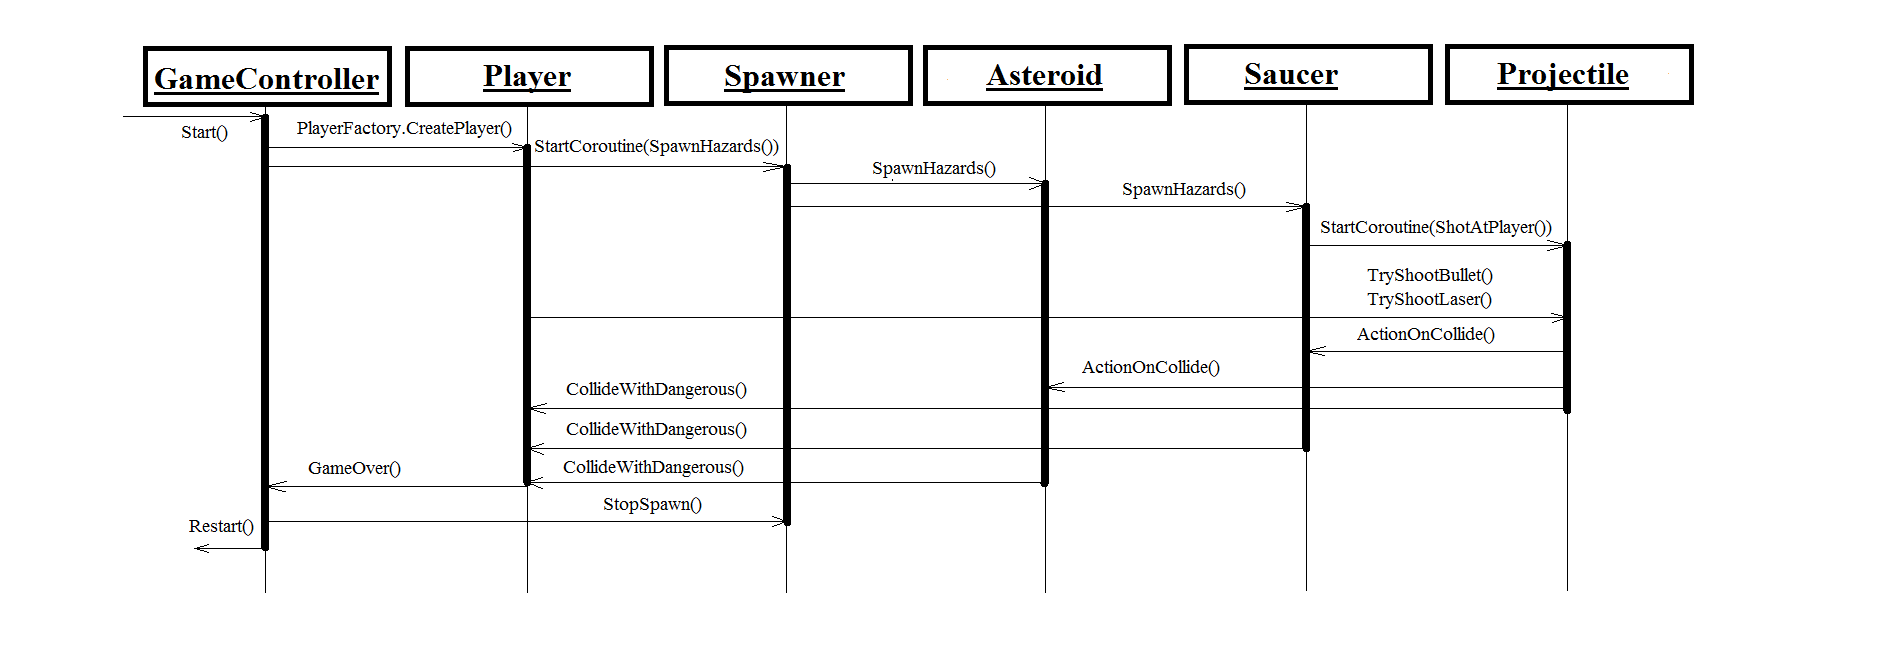 GameController
Player
Spawner
Asteroid
Saucer
Projectile
Start()
PlayerFactory.CreatePlayer()
StartCoroutine(SpawnHazards())
SpawnHazards()
SpawnHazards()
StartCoroutine(ShotAtPlayer())
TryShootBullet()
TryShootLaser()
ActionOnCollide()
ActionOnCollide()
CollideWithDangerous()
CollideWithDangerous()
CollideWithDangerous()
GameOver()
StopSpawn()
Restart()